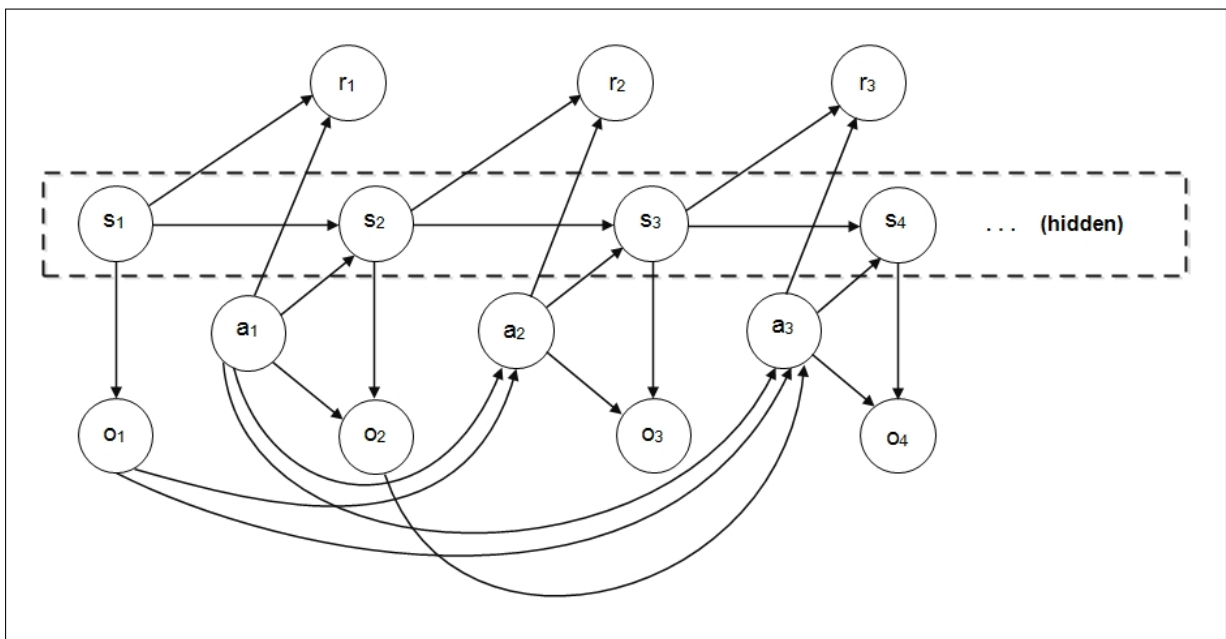 r1 r2 r3
s1 s2 s3 s4 ... (hidden)
a1 a2 a3
o1 o2 o3 o4